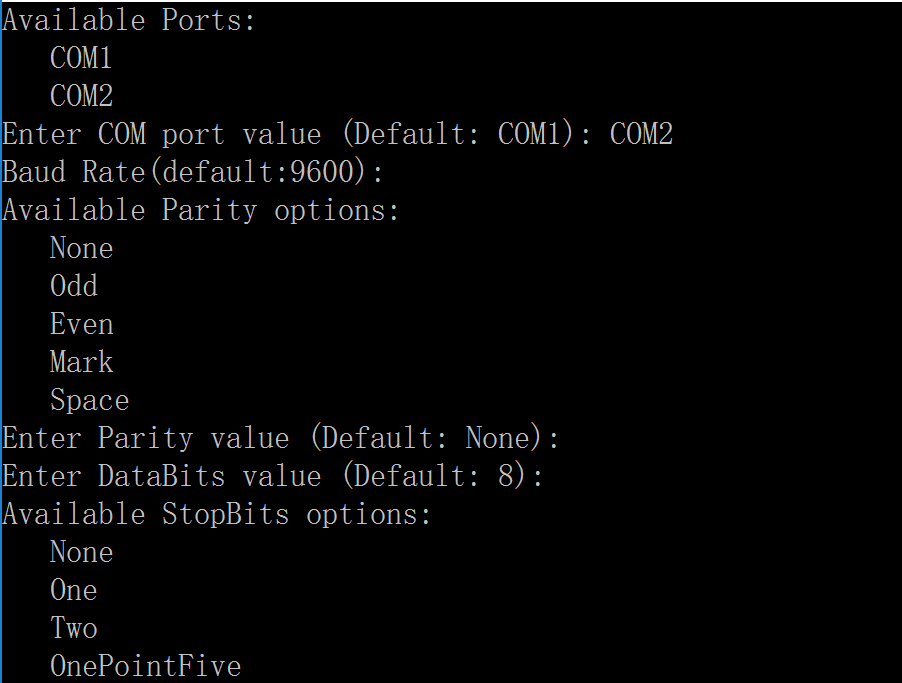 Available Ports:
COM1
COM2
Enter COM port value (Default: COM1): COM2
Baud Rate(default:9600):
Available Parity options:
None
Odd
Even
Mark
Space
Enter Parity value (Default: None):
Enter DataBits value (Default: 8):
Available StopBits options:
None
One
Two
OnePointFive